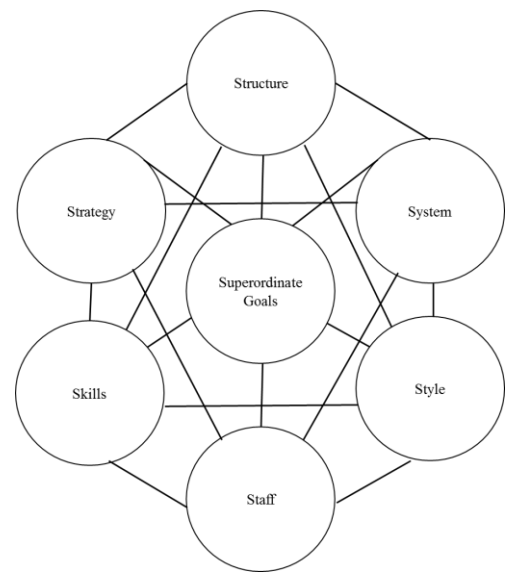 Structure
Strategy
System
Superordinate
Goals
Skills
Style
Staff